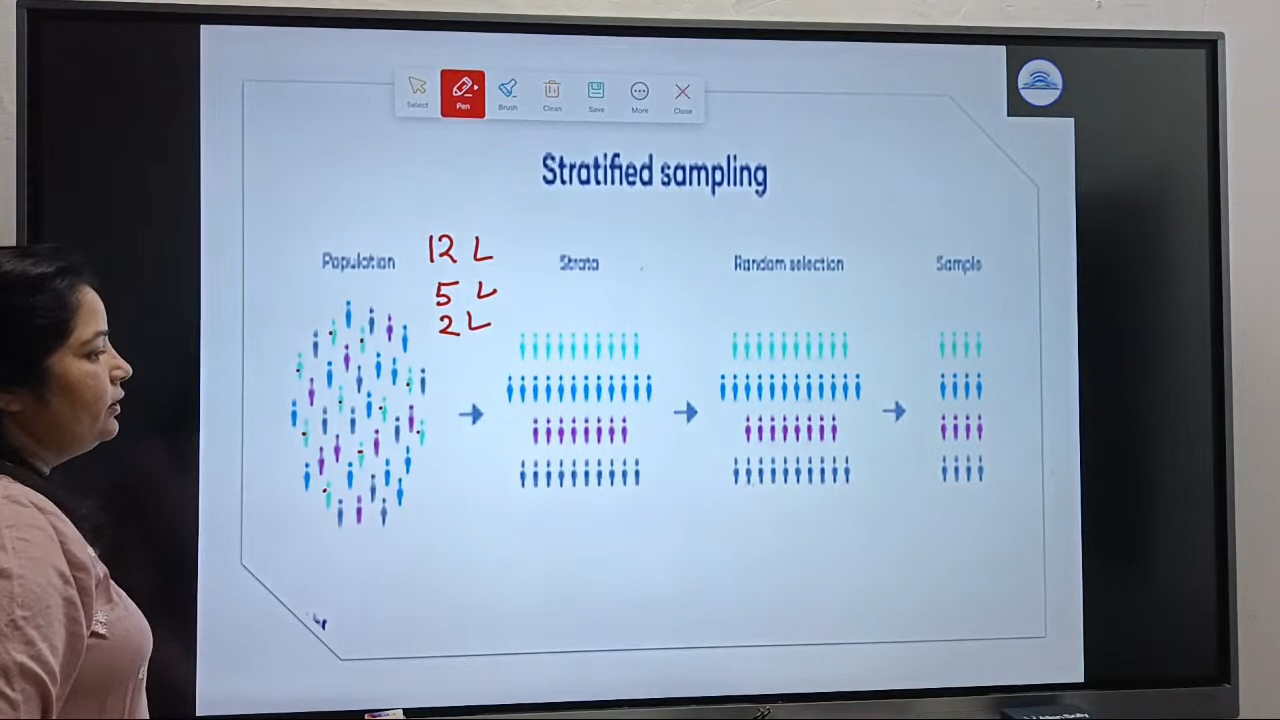 Select Pen Brush Clean Save More Close
Stratified sampling
Population
12 L
5 L
2 L
Strata
Random selection
Sample